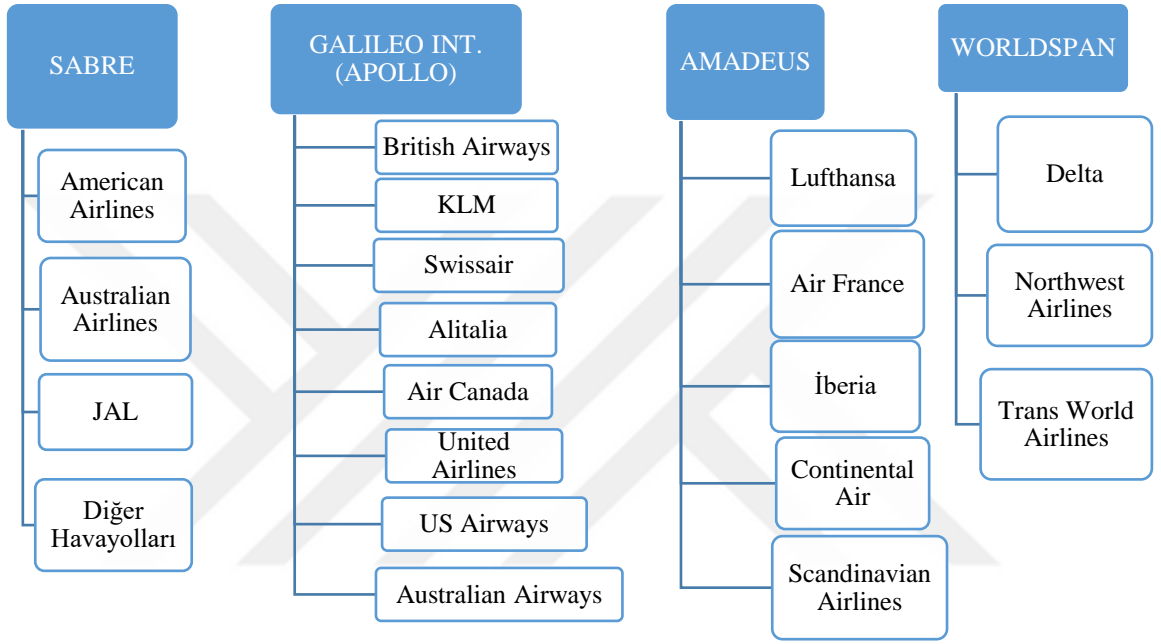 SABRE
American
Airlines
Australian
Airlines
JAL
Diğer
Havayolları
GALILEO INT.
(APOLLO)
British Airways
KLM
Swissair
Alitalia
Air Canada
United
Airlines
US Airways
Australian Airways
AMADEUS
Lufthansa
Air France
İberia
Continental
Air
Scandinavian
Airlines
WORLDSPAN
Delta
Northwest
Airlines
Trans World
Airlines